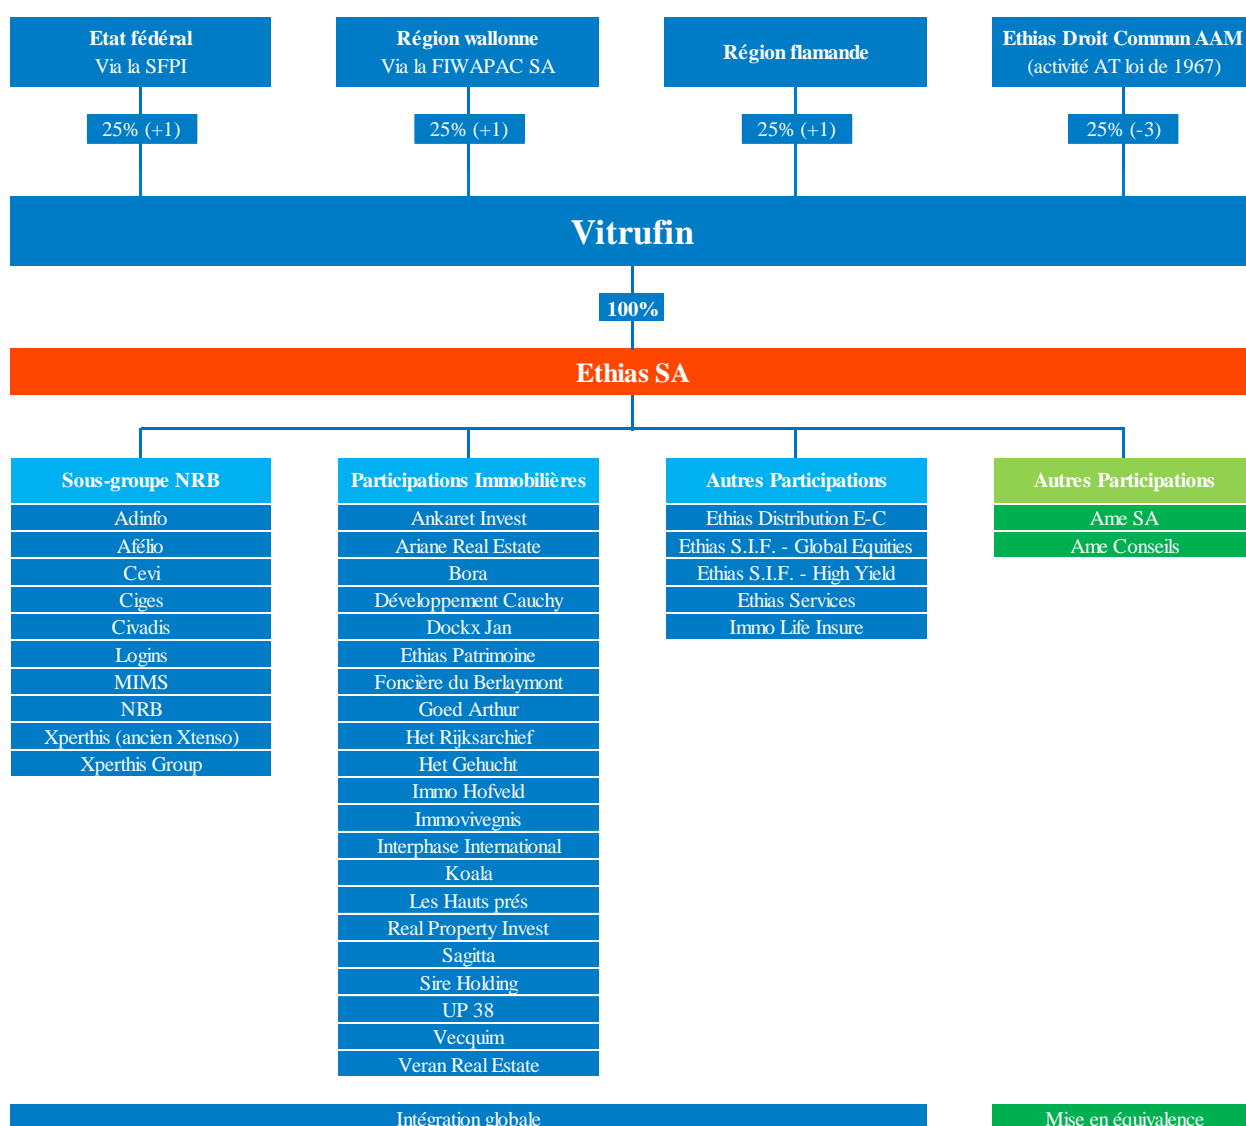 Etat fédéral
Via la SFPI
Région wallonne
Via la FIWAPAC SA
Région flamande
Ethias Droit Commun AAM
(activité AT loi de 1967)
25% (+1)
25% (+1)
25% (+1)
25% (-3)
Vitrufin
100%
Ethias SA
Sous-groupe NRB
Adinfo
Afélio
Cevi
Ciges
Civadis
Logins
MIMS
NRB
Xperthis (ancien Xtenso)
Xperthis Group
Participations Immobilières
Ankaret Invest
Ariane Real Estate
Bora
Développement Cauchy
Dockx Jan
Ethias Patrimoine
Foncière du Berlaymont
Goed Arthur
Het Rijksarchief
Het Gehucht
Immo Hofveld
Immovivegnis
Interphase International
Koala
Les Hauts prés
Real Property Invest
Sagitta
Sire Holding
UP 38
Vecquim
Veran Real Estate
Autres Participations
Ethias Distribution E-C
Ethias S.I.F. - Global Equities
Ethias S.I.F. - High Yield
Ethias Services
Immo Life Insure
Autres Participations
Ame SA
Ame Conseils
Intégration globale
Mise en équivalence